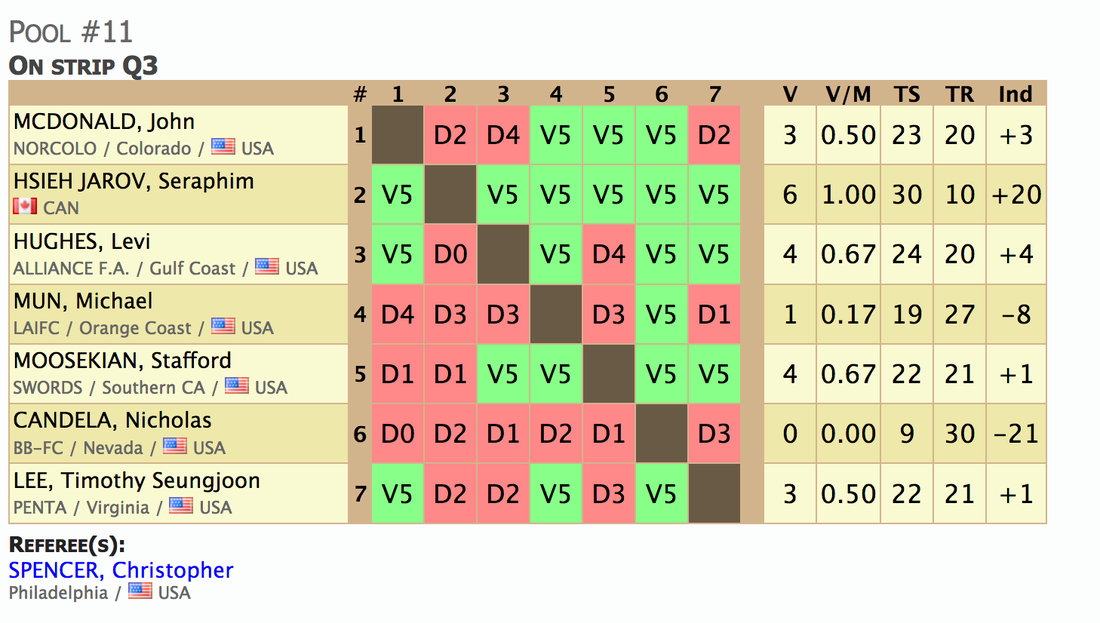 POOL #11
ON STRIP Q3
# 1 2 3 4 5 6 7 V V/M TS TR Ind
MCDONALD, John
NORCOLO / Colorado / USA
1 D2 D4 V5 V5 V5 D2 3 0.50 23 20 +3
HSIEH JAROV, Seraphim
CAN
2 V5 V5 V5 V5 V5 V5 6 1.00 30 10 +20
HUGHES, Levi
ALLIANCE F.A. / Gulf Coast / USA
3 V5 D0 V5 D4 V5 V5 4 0.67 24 20 +4
MUN, Michael
LAIFC / Orange Coast / USA
4 D4 D3 D3 D3 V5 D1 1 0.17 19 27 -8
MOOSEKIAN, Stafford
SWORDS / Southern CA / USA
5 D1 D1 V5 V5 V5 V5 4 0.67 22 21 +1
CANDELA, Nicholas
BB-FC / Nevada / USA
6 D0 D2 D1 D2 D1 D3 0 0.00 9 30 -21
LEE, Timothy Seungjoon
PENTA / Virginia / USA
7 V5 D2 D2 V5 D3 V5 3 0.50 22 21 +1
REFEREE(S):
SPENCER, Christopher
Philadelphia / USA